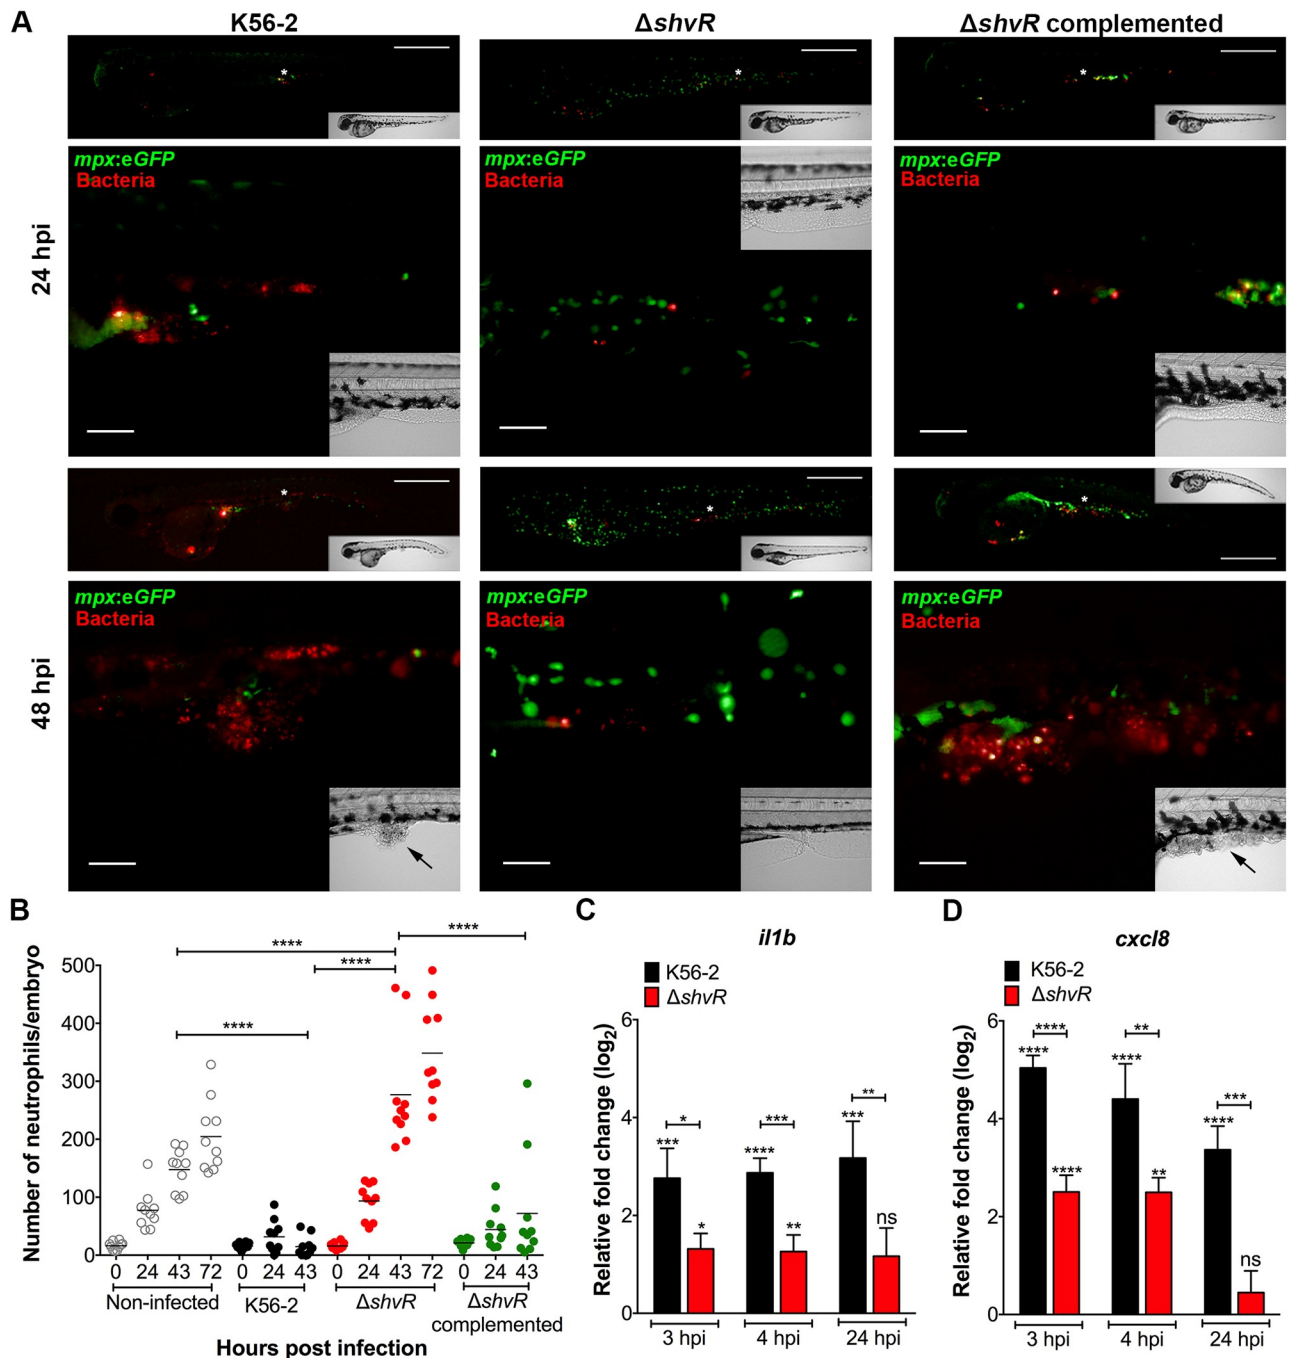 A
K56-2
ΔshvR
ΔshvR complemented
*
*
*
24 hpi
mpx:eGFP
Bacteria
mpx:eGFP
Bacteria
mpx:eGFP
Bacteria
*
*
*
48 hpi
mpx:eGFP
Bacteria
mpx:eGFP
Bacteria
mpx:eGFP
Bacteria
B
Number of neutrophils/embryo
500
400
300
200
100
0
****
****
****
****
0 24 43 72 0 24 43 0 24 43 72 0 24 43
Non-infected K56-2 ΔshvR ΔshvR
complemented
Hours post infection
C
il1b
K56-2
ΔshvR
Relative fold change (log2)
6
4
2
0
* *** **
*** **** ***
* ** ns
3 hpi 4 hpi 24 hpi
D
cxcl8
K56-2
ΔshvR
Relative fold change (log2)
6
4
2
0
**** ** ***
**** **** ****
**** ** ns
3 hpi 4 hpi 24 hpi